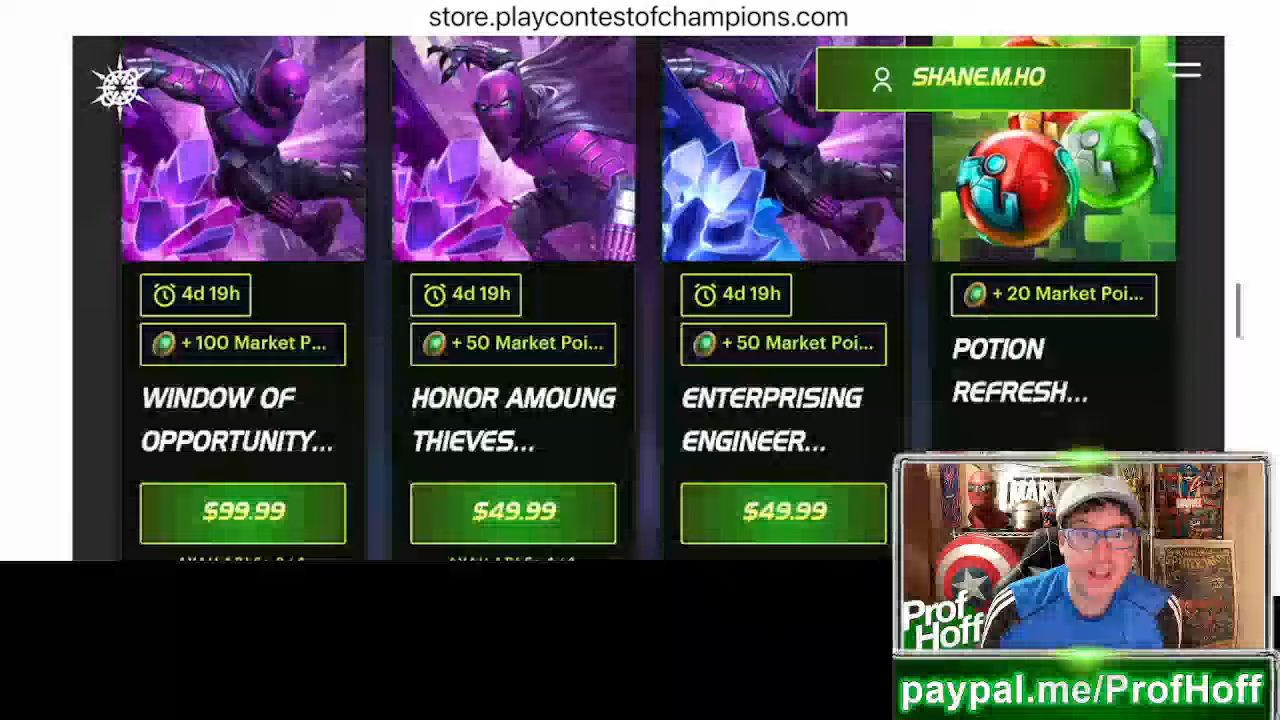 store.playcontestofchampions.com
SHANE.M.HO
4d 19h
+ 100 Market P...
WINDOW OF
OPPORTUNITY...
$99.99
4d 19h
+ 50 Market Poi...
HONOR AMOUNG
THIEVES...
$49.99
4d 19h
+ 50 Market Poi...
ENTERPRISING
ENGINEER...
$49.99
+ 20 Market Poi...
POTION
REFRESH...
MARV
Prof
Hoff
paypal.me/ProfHoff